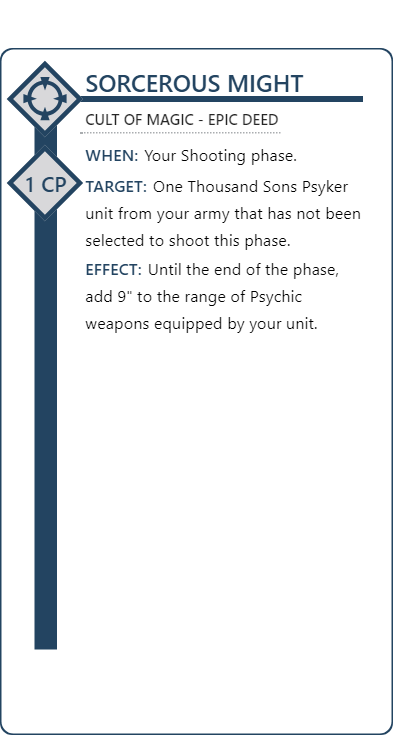 SORCEROUS MIGHT
CULT OF MAGIC - EPIC DEED
WHEN: Your Shooting phase.
1 CP
TARGET: One Thousand Sons Psyker
unit from your army that has not been
selected to shoot this phase.
EFFECT: Until the end of the phase,
add 9" to the range of Psychic
weapons equipped by your unit.